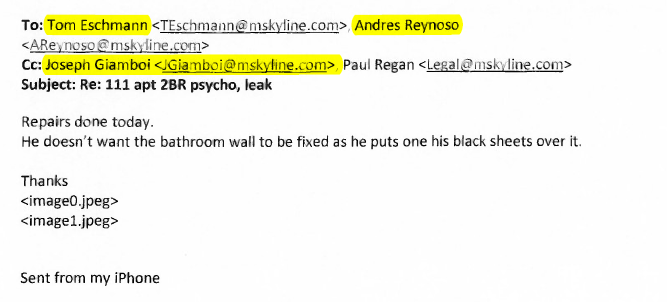 To: Tom Eschmann <TEschmann@mskyline.com>, Andres Reynoso
<AReynoso@mskyline.com>
Cc: Joseph Giamboi <JGiamboi@mskyline.com>, Paul Regan <Legal@mskyline.com>
Subject: Re: 111 apt 2BR psycho, leak
Repairs done today.
He doesn't want the bathroom wall to be fixed as he puts one his black sheets over it.
Thanks
<image0.jpeg>
<image1.jpeg>
Sent from my iPhone